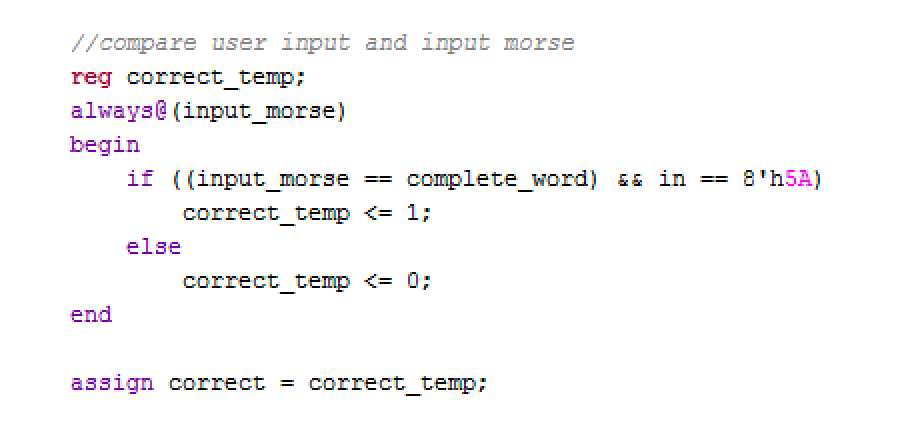 //compare user input and input morse
reg correct_temp;
always@(input_morse)
begin
    if ((input_morse == complete_word) && in == 8'h5A)
        correct_temp <= 1;
    else
        correct_temp <= 0;
end

assign correct = correct_temp;